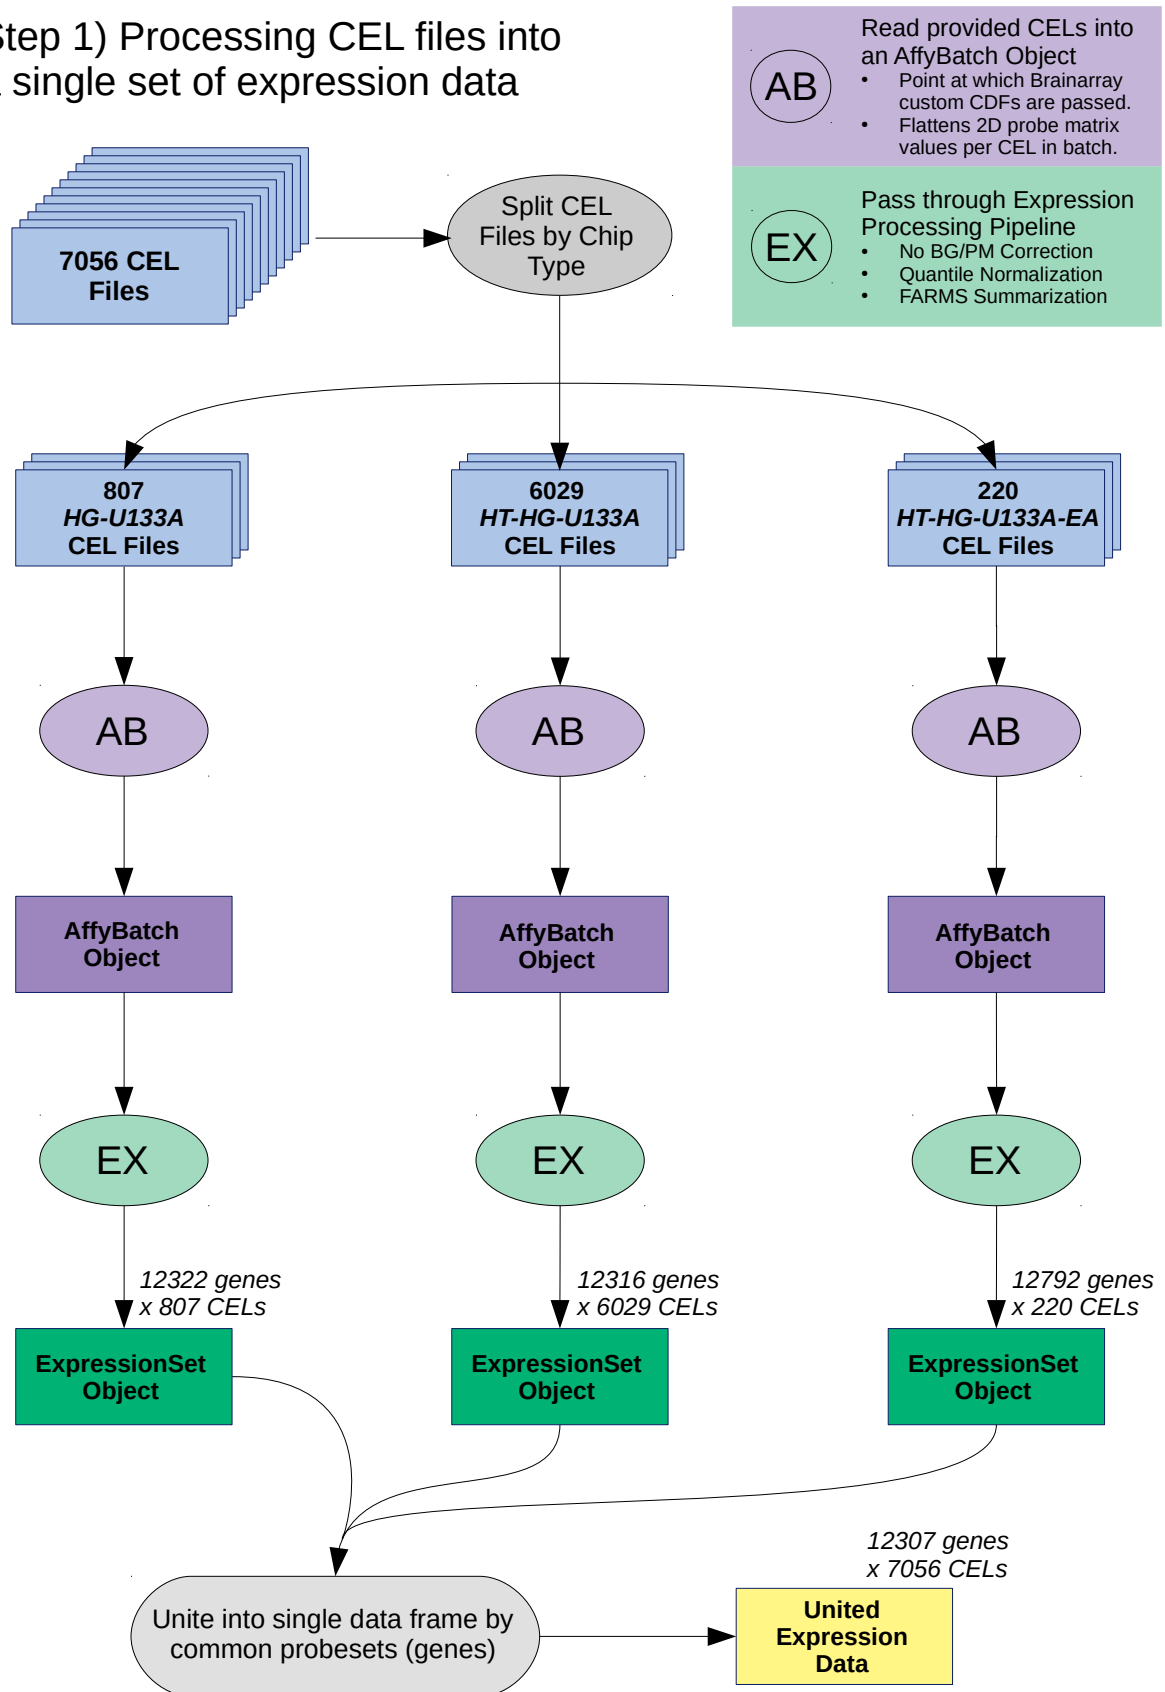 tep 1) Processing CEL files into
single set of expression data
AB
Read provided CELs into
an AffyBatch Object
• Point at which Brainarray
custom CDFs are passed.
• Flattens 2D probe matrix
values per CEL in batch.
EX
Pass through Expression
Processing Pipeline
• No BG/PM Correction
• Quantile Normalization
• FARMS Summarization
7056 CEL
Files
Split CEL
Files by Chip
Type
807
HG-U133A
CEL Files
6029
HT-HG-U133A
CEL Files
220
HT-HG-U133A-EA
CEL Files
AB
AB
AB
AffyBatch
Object
AffyBatch
Object
AffyBatch
Object
EX
EX
EX
12322 genes
x 807 CELs
12316 genes
x 6029 CELs
12792 genes
x 220 CELs
ExpressionSet
Object
ExpressionSet
Object
ExpressionSet
Object
12307 genes
x 7056 CELs
Unite into single data frame by
common probesets (genes)
United
Expression
Data